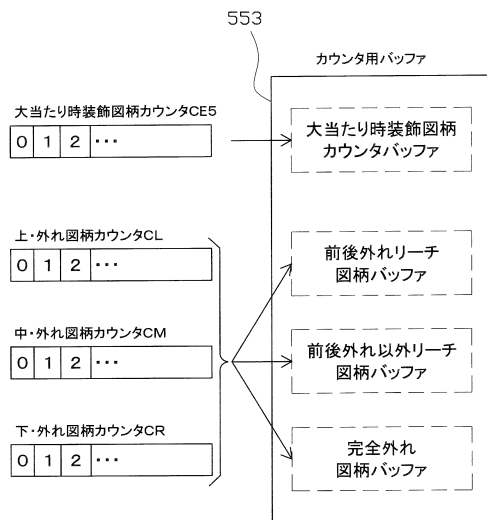 553
カウンタ用バッファ
大当たり時装飾図柄カウンタCE5
0 1 2 ・・・
大当たり時装飾図柄
カウンタバッファ
上・外れ図柄カウンタCL
0 1 2 ・・・
前後外れリーチ
図柄バッファ
中・外れ図柄カウンタCM
0 1 2 ・・・
前後外れ以外リーチ
図柄バッファ
下・外れ図柄カウンタCR
0 1 2 ・・・
完全外れ
図柄バッファ